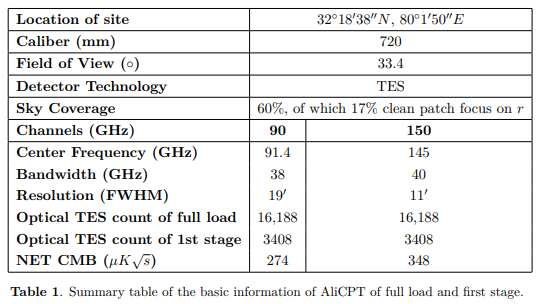 Location of site 32°18′38″N, 80°1′50″E
Caliber (mm) 720
Field of View (○) 33.4
Detector Technology TES
Sky Coverage 60%, of which 17% clean patch focus on r
Channels (GHz) 90 150
Center Frequency (GHz) 91.4 145
Bandwidth (GHz) 38 40
Resolution (FWHM) 19′ 11′
Optical TES count of full load 16,188 16,188
Optical TES count of 1st stage 3408 3408
NET CMB (μK√s) 274 348
Table 1. Summary table of the basic information of AliCPT of full load and first stage.